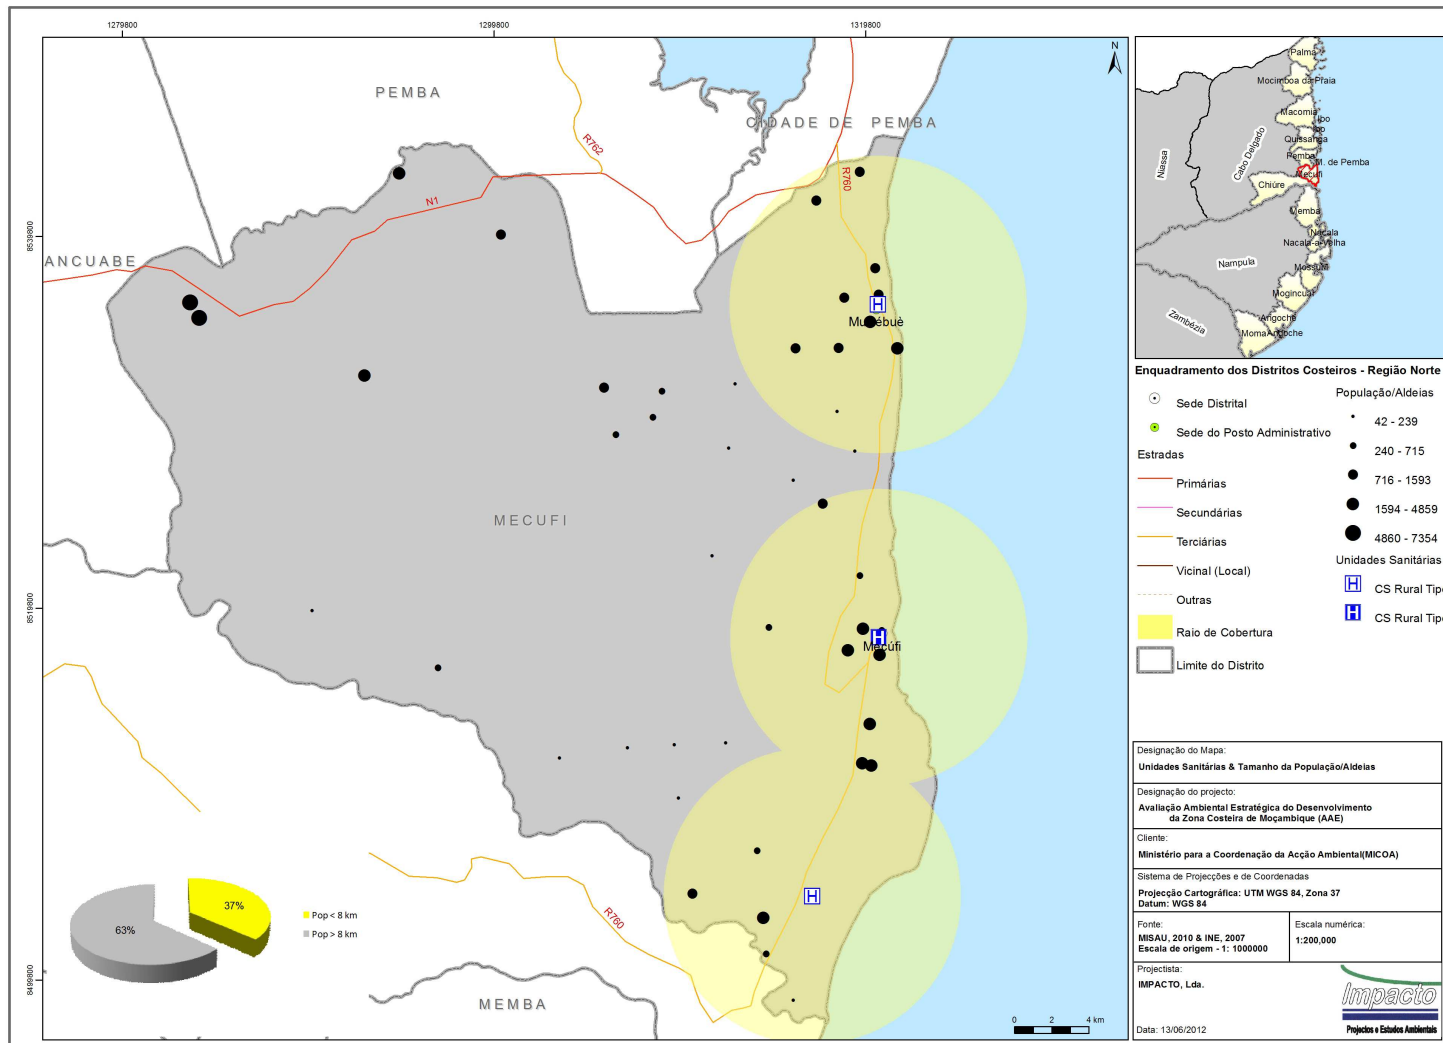 1279800
1299800
1319800
8539800
8519800
8499800
N
PEMBA
CIDADE DE PEMBA
R762
R760
N1
ANCUABE
Mecúfi
MECUFI
R760
MEMBA
37%
63%
Pop < 8 km
Pop > 8 km
0 2 4 km
Palma
Mocimboa da Praia
Macomia
Ibo
Quissanga
Pemba
M. de Pemba
Mecufi
Chiúre
Cabo Delgado
Niassa
Memba
Nacala
Nacala-a-Velha
Nampula
Mossuril
Mogincual
Angoche
Moma
Angoche
Zambézia
Enquadramento dos Distritos Costeiros - Região Norte
Sede Distrital
Sede do Posto Administrativo
Estradas
Primárias
Secundárias
Terciárias
Vicinal (Local)
Outras
Raio de Cobertura
Limite do Distrito
População/Aldeias
42 - 239
240 - 715
716 - 1593
1594 - 4859
4860 - 7354
Unidades Sanitárias
H CS Rural Tipo
H CS Rural Tipo
Designação do Mapa:
Unidades Sanitárias & Tamanho da População/Aldeias
Designação do projecto:
Avaliação Ambiental Estratégica do Desenvolvimento
da Zona Costeira de Moçambique (AAE)
Cliente:
Ministério para a Coordenação da Acção Ambiental(MICOA)
Sistema de Projecções e de Coordenadas
Projecção Cartográfica: UTM WGS 84, Zona 37
Datum: WGS 84
Fonte:
MISAU, 2010 & INE, 2007
Escala de origem - 1: 1000000
Escala numérica:
1:200,000
Projectista:
IMPACTO, Lda.
Data: 13/06/2012
Impacto
Projectos e Estudos Ambientais